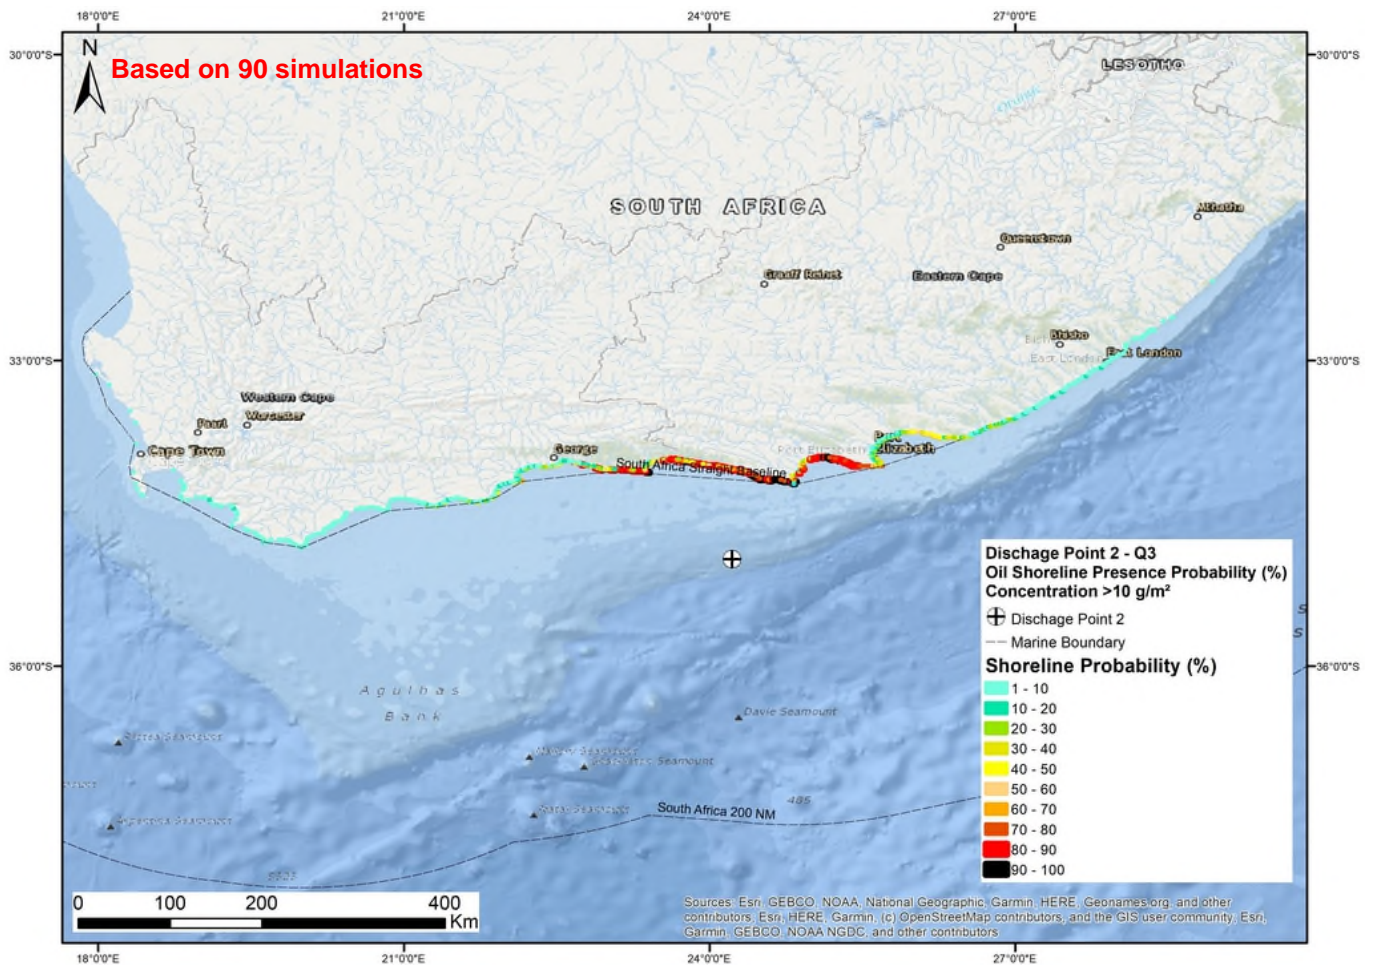 18°0'0"E 21°0'0"E 24°0'0"E 27°0'0"E
30°0'0"S
30°0'0"S
N
Based on 90 simulations
LESOTHO
Orange
SOUTH AFRICA
Mthatha
Queenstown
Graaff Reinet
Eastern Cape
Bhisho
East London
East London
33°0'0"S
33°0'0"S
Western Cape
Paarl
Worcester
Cape Town
George
Port Elizabeth
Port
Elizabeth
South Africa Straight Baseline
Dischage Point 2 - Q3
Oil Shoreline Presence Probability (%)
Concentration >10 g/m²
Dischage Point 2
Marine Boundary
Shoreline Probability (%)
1 - 10
10 - 20
20 - 30
30 - 40
40 - 50
50 - 60
60 - 70
70 - 80
80 - 90
90 - 100
36°0'0"S
36°0'0"S
Agulhas
Bank
Davie Seamount
Seamount
485
South Africa 200 NM
0 100 200 400
Km
Sources: Esri, GEBCO, NOAA, National Geographic, Garmin, HERE, Geonames.org, and other
contributors, Esri, HERE, Garmin, (c) OpenStreetMap contributors, and the GIS user community, Esri,
Garmin, GEBCO, NOAA NGDC, and other contributors
18°0'0"E 21°0'0"E 24°0'0"E 27°0'0"E